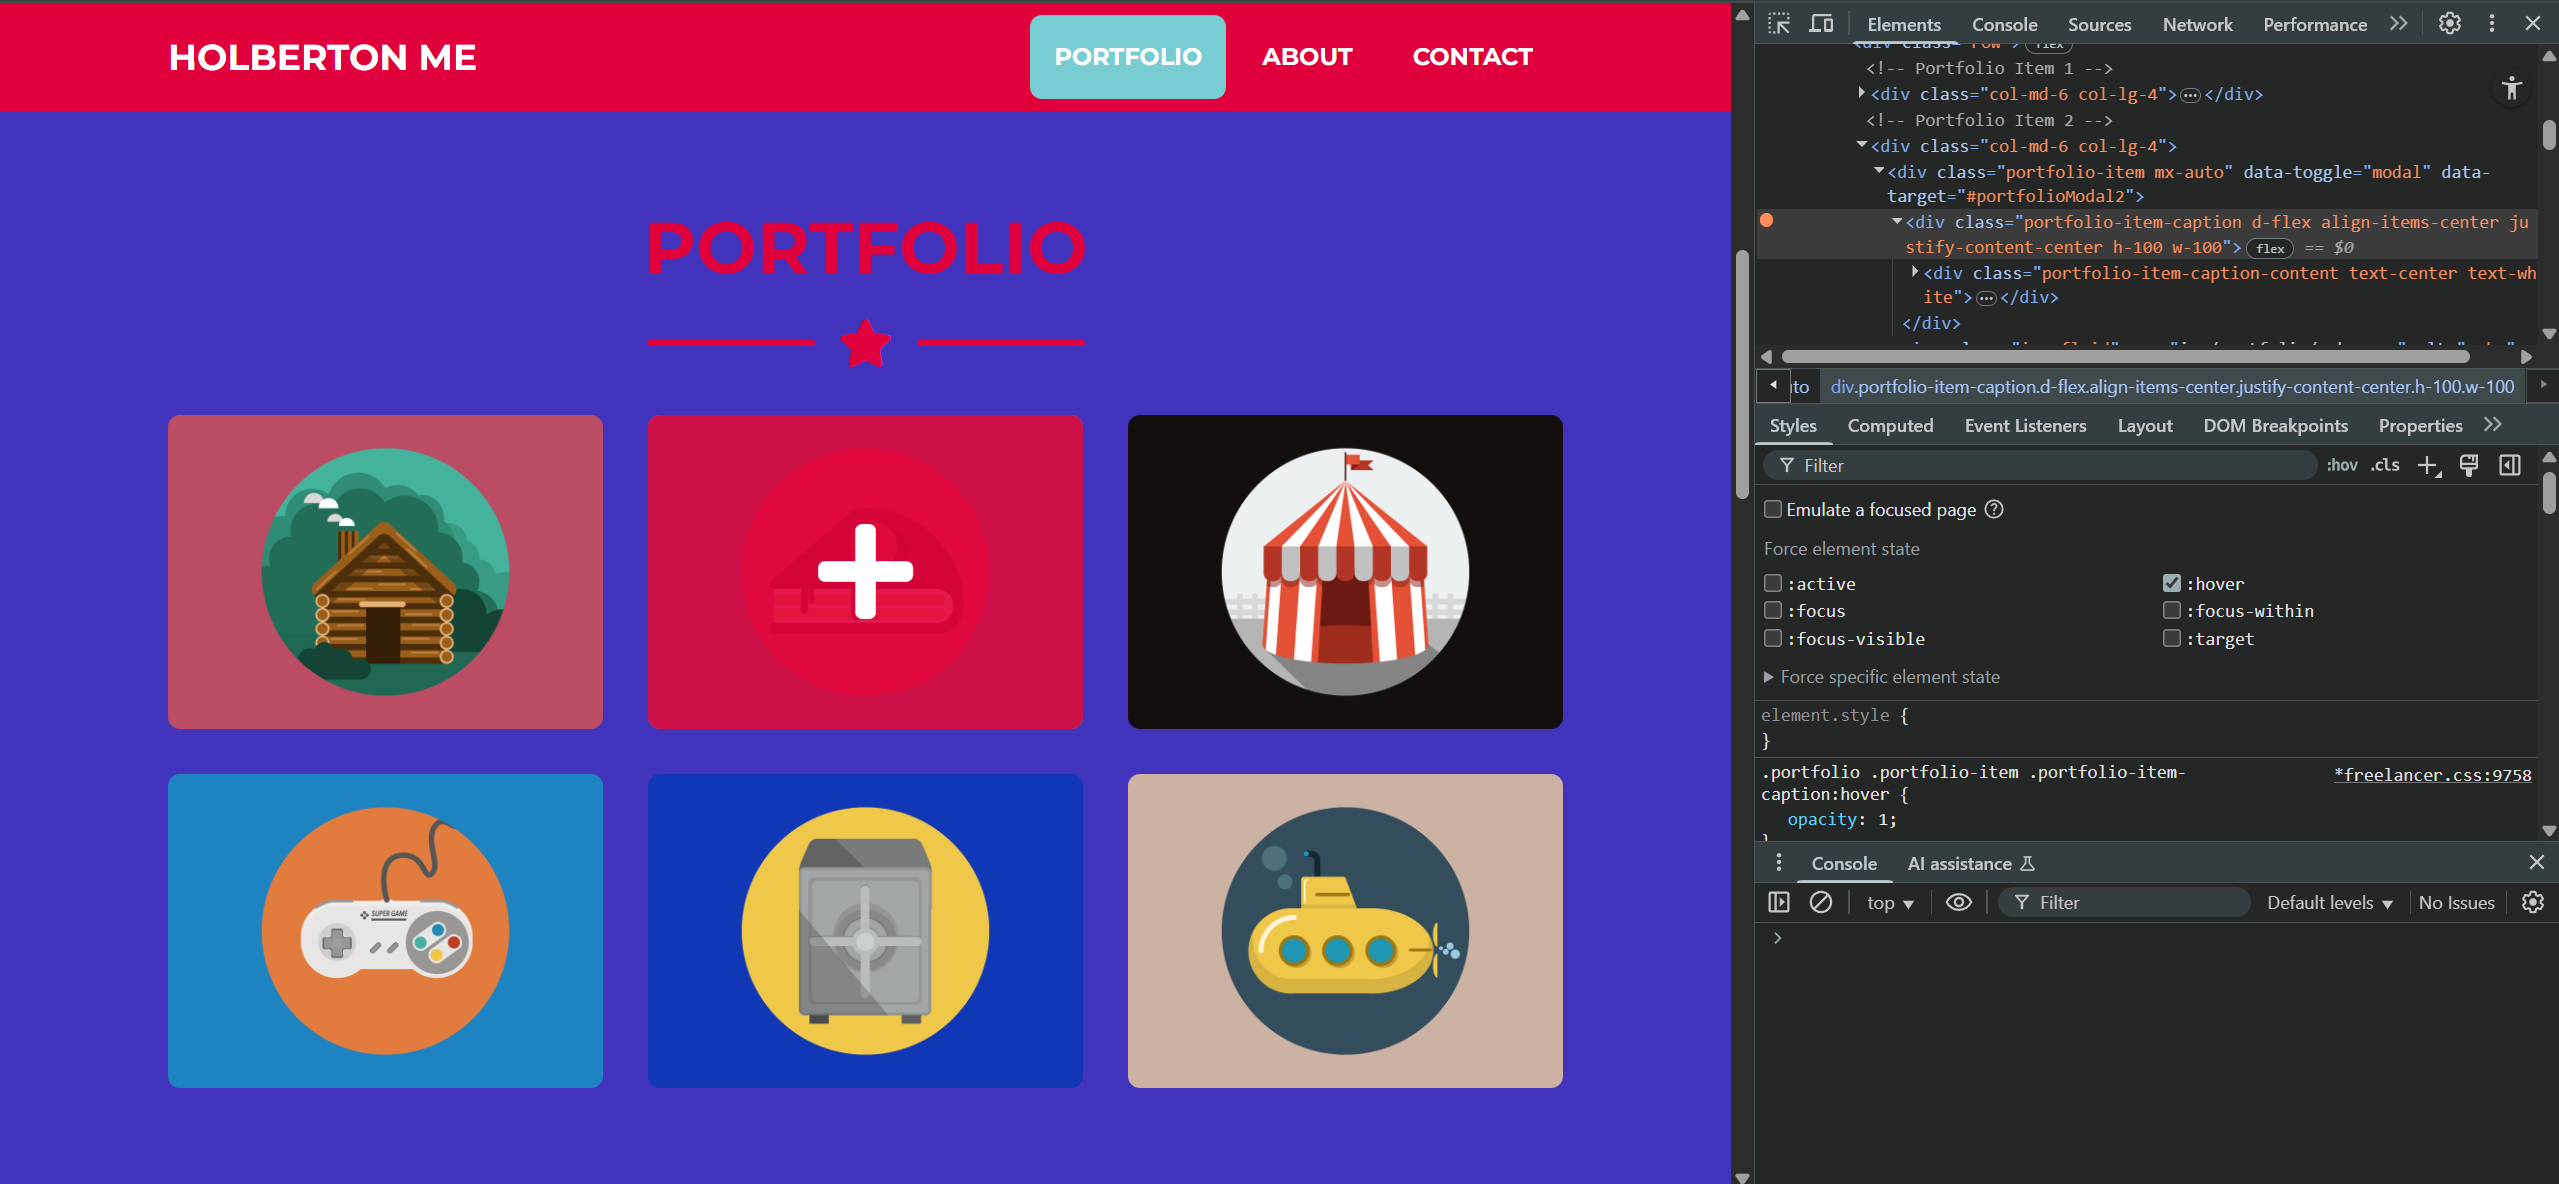 HOLBERTON ME
PORTFOLIO
ABOUT
CONTACT
PORTFOLIO
SUPER GAME
Elements
Console
Sources
Network
Performance
<!-- Portfolio Item 1 -->
<div class="col-md-6 col-lg-4"> </div>
<!-- Portfolio Item 2 -->
<div class="col-md-6 col-lg-4">
<div class="portfolio-item mx-auto" data-toggle="modal" data-
target="#portfolioModal2">
<div class="portfolio-item-caption d-flex align-items-center ju
stify-content-center h-100 w-100"> flex == $0
<div class="portfolio-item-caption-content text-center text-wh
ite"> </div>
</div>
to
div.portfolio-item-caption.d-flex.align-items-center.justify-content-center.h-100.w-100
Styles
Computed
Event Listeners
Layout
DOM Breakpoints
Properties
Filter
:hov
.cls
Emulate a focused page
Force element state
:active
:hover
:focus
:focus-within
:focus-visible
:target
Force specific element state
element.style {
}
.portfolio .portfolio-item .portfolio-item-
caption:hover {
*freelancer.css:9758
opacity: 1;
}
Console
AI assistance
top
Filter
Default levels
No Issues